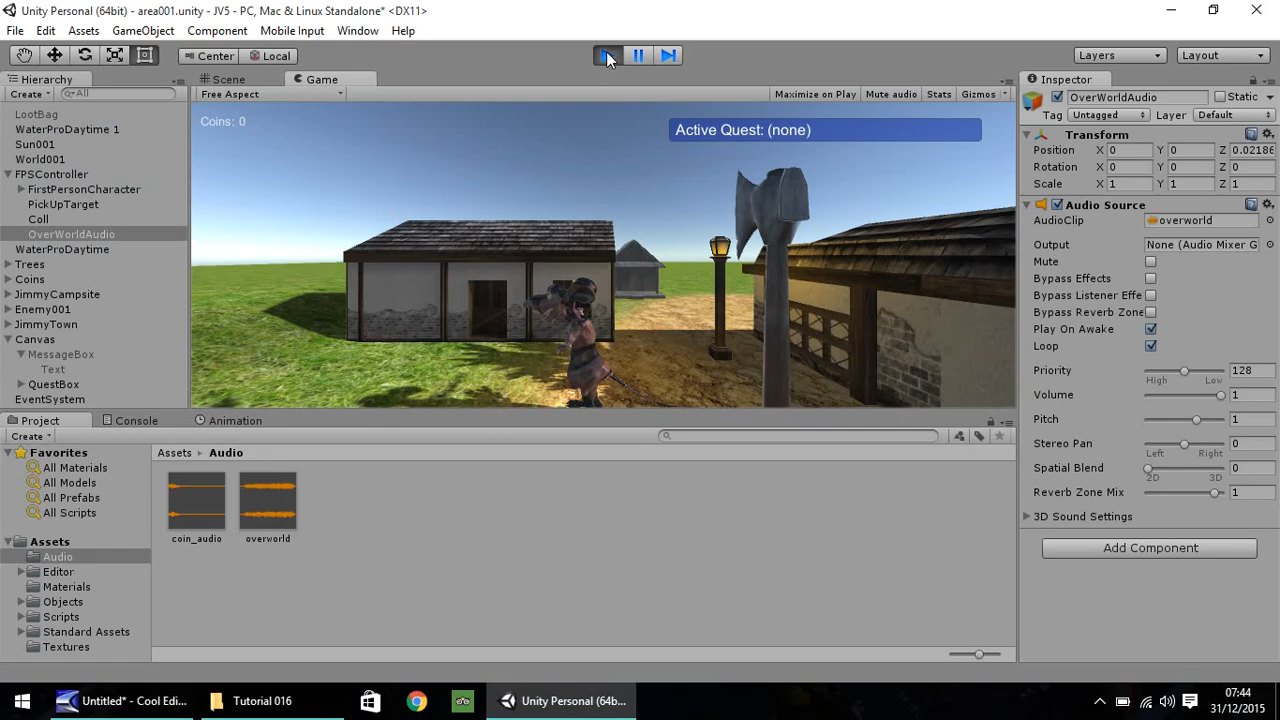 Unity Personal (64bit) - area001.unity - JV5 - PC, Mac & Linux Standalone* <DX11>
File Edit Assets GameObject Component Mobile Input Window Help
Center Local Layers Layout
Hierarchy
Create All
LootBag
WaterProDaytime 1
Sun001
World001
FPSController
FirstPersonCharacter
PickUpTarget
Coll
OverWorldAudio
WaterProDaytime
Trees
Coins
JimmyCampsite
Enemy001
JimmyTown
Canvas
MessageBox
Text
QuestBox
EventSystem
Scene Game
Free Aspect Maximize on Play Mute audio Stats Gizmos
Coins: 0
Active Quest: (none)
Inspector
OverWorldAudio Static
Tag Untagged Layer Default
Transform
Position X 0 Y 0 Z 0.02186
Rotation X 0 Y 0 Z 0
Scale X 1 Y 1 Z 1
Audio Source
AudioClip overworld
Output None (Audio Mixer G
Mute
Bypass Effects
Bypass Listener Effe
Bypass Reverb Zone
Play On Awake
Loop
Priority 128
High Low
Volume 1
Pitch 1
Stereo Pan 0
Left Right
Spatial Blend 0
2D 3D
Reverb Zone Mix 1
3D Sound Settings
Add Component
Project Console Animation
Create
Favorites
All Materials
All Models
All Prefabs
All Scripts
Assets
Audio
Editor
Materials
Objects
Scripts
Standard Assets
Textures
Assets Audio
coin_audio overworld
Untitled* - Cool Edi... Tutorial 016 Unity Personal (64b...
07:44
31/12/2015